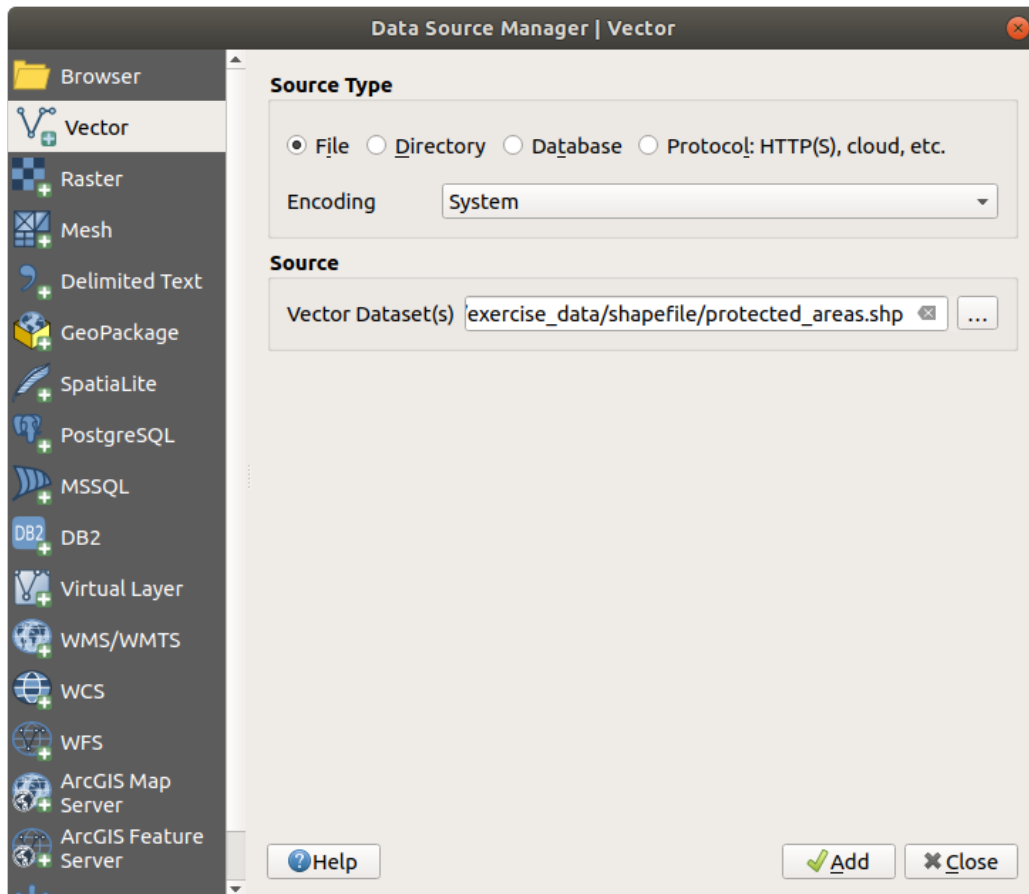 Data Source Manager | Vector
Browser
Vector
Raster
Mesh
Delimited Text
GeoPackage
SpatiaLite
PostgreSQL
MSSQL
DB2
DB2
Virtual Layer
WMS/WMTS
WCS
WFS
ArcGIS Map
Server
ArcGIS Feature
Server
Source Type
File Directory Database Protocol: HTTP(S), cloud, etc.
Encoding System
Source
Vector Dataset(s) /exercise_data/shapefile/protected_areas.shp ...
Help Add Close